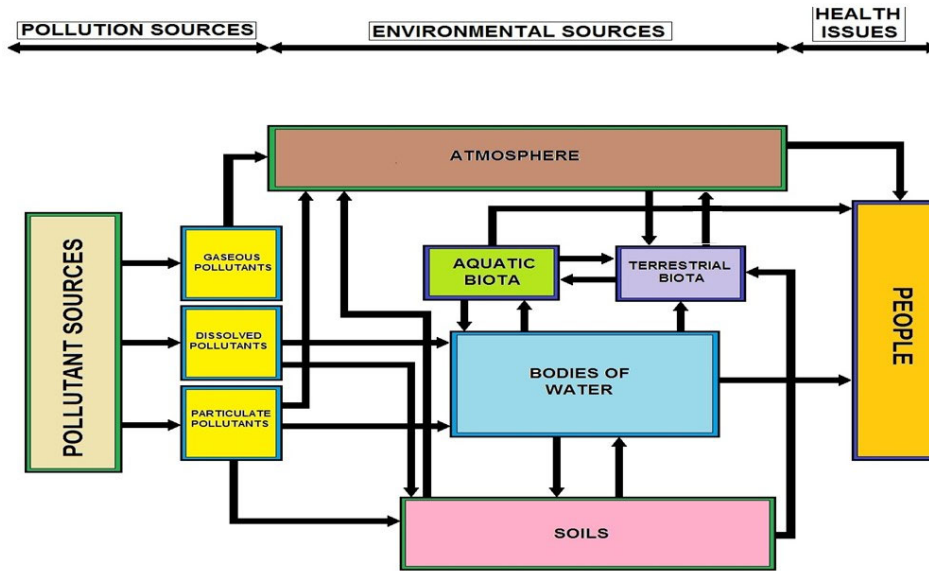 POLLUTION SOURCES
ENVIRONMENTAL SOURCES
HEALTH
ISSUES
ATMOSPHERE
POLLUTANT SOURCES
GASEOUS
POLLUTANTS
DISSOLVED
POLLUTANTS
PARTICULATE
POLLUTANTS
AQUATIC
BIOTA
TERRESTRIAL
BIOTA
BODIES OF
WATER
SOILS
PEOPLE